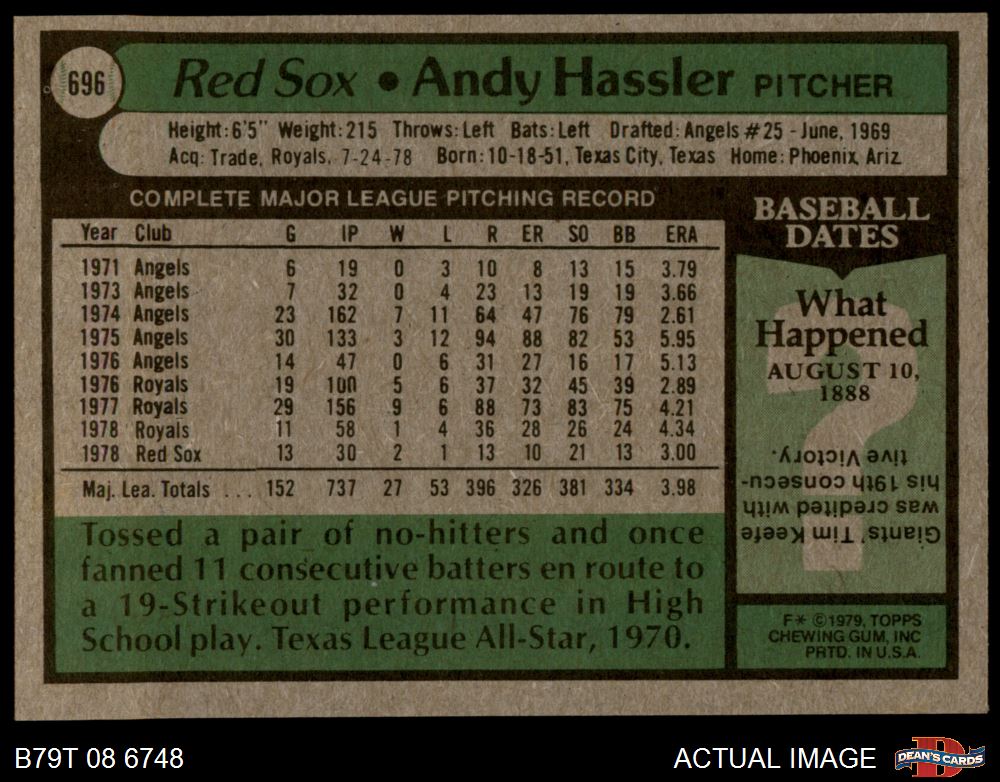 696 Red Sox • Andy Hassler PITCHER
Height:6'5" Weight:215 Throws:Left Bats:Left Drafted:Angels #25 - June, 1969
Acq: Trade, Royals, 7-24-78 Born:10-18-51, Texas City, Texas Home: Phoenix, Ariz.
COMPLETE MAJOR LEAGUE PITCHING RECORD
Year Club G IP W L R ER SO BB ERA
1971 Angels 6 19 0 3 10 8 13 15 3.79
1973 Angels 7 32 0 4 23 13 19 19 3.66
1974 Angels 23 162 7 11 64 47 76 79 2.61
1975 Angels 30 133 3 12 94 88 82 53 5.95
1976 Angels 14 47 0 6 31 27 16 17 5.13
1976 Royals 19 100 5 6 37 32 45 39 2.89
1977 Royals 29 156 9 6 88 73 83 75 4.21
1978 Royals 11 58 1 4 36 28 26 24 4.34
1978 Red Sox 13 30 2 1 13 10 21 13 3.00
Maj. Lea. Totals ... 152 737 27 53 396 326 381 334 3.98
Tossed a pair of no-hitters and once
fanned 11 consecutive batters en route to
a 19-Strikeout performance in High
School play. Texas League All-Star, 1970.
BASEBALL
DATES
What
Happened
AUGUST 10,
1888
?
Giants' Tim Keefe
was credited with
his 19th consecu-
tive Victory.
F* ©1979, TOPPS
CHEWING GUM, INC
PRTD. IN U.S.A.
B79T 08 6748
ACTUAL IMAGE
D
DEAN'S CARDS